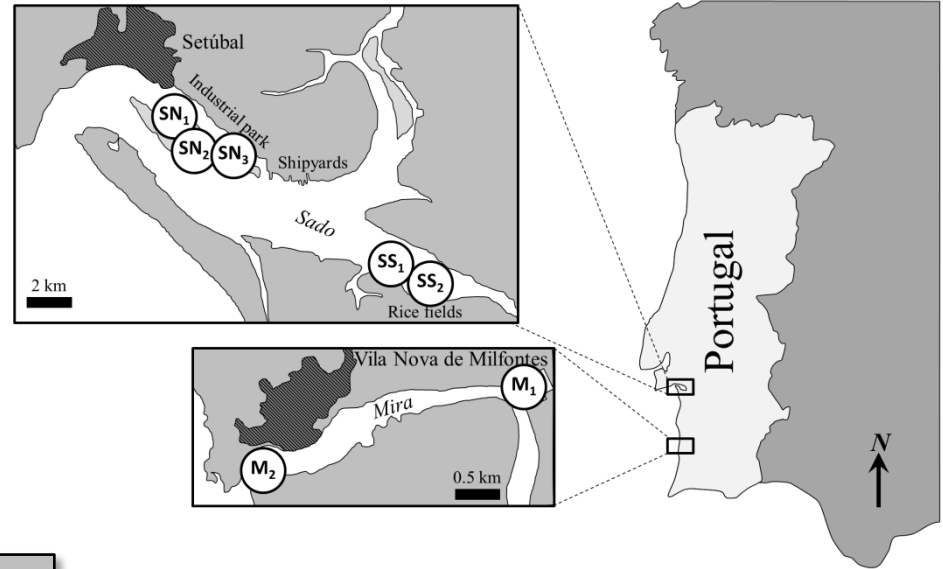 Setúbal
Industrial park
SN1
SN2
SN3
Shipyards
Sado
SS1
SS2
2 km
Rice fields
Vila Nova de Milfontes
Mira
M1
M2
0.5 km
Portugal
N